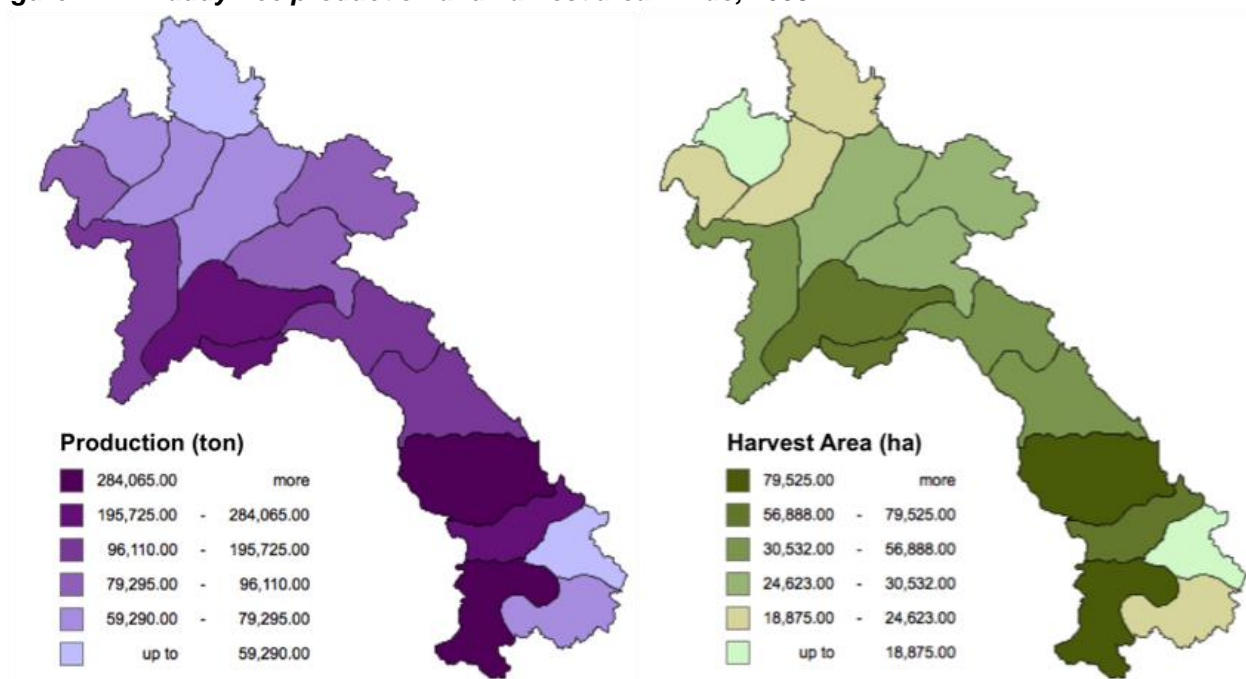 Production (ton)
284,065.00 more
195,725.00 - 284,065.00
96,110.00 - 195,725.00
79,295.00 - 96,110.00
59,290.00 - 79,295.00
up to 59,290.00
Harvest Area (ha)
79,525.00 more
56,888.00 - 79,525.00
30,532.00 - 56,888.00
24,623.00 - 30,532.00
18,875.00 - 24,623.00
up to 18,875.00